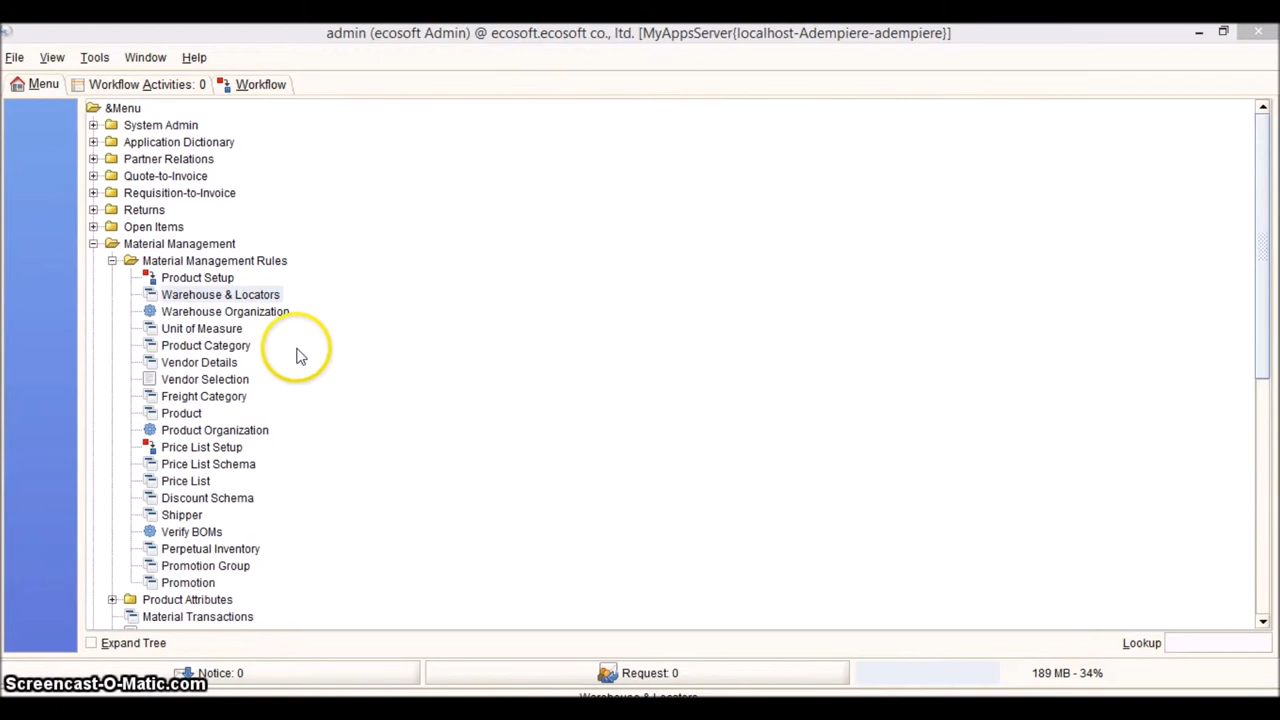 admin (ecosoft Admin) @ ecosoft.ecosoft co., ltd. [MyAppsServer{localhost-Adempiere-adempiere}]
File View Tools Window Help
Menu Workflow Activities: 0 Workflow
&Menu
System Admin
Application Dictionary
Partner Relations
Quote-to-Invoice
Requisition-to-Invoice
Returns
Open Items
Material Management
Material Management Rules
Product Setup
Warehouse & Locators
Warehouse Organization
Unit of Measure
Product Category
Vendor Details
Vendor Selection
Freight Category
Product
Product Organization
Price List Setup
Price List Schema
Price List
Discount Schema
Shipper
Verify BOMs
Perpetual Inventory
Promotion Group
Promotion
Product Attributes
Material Transactions
Expand Tree Lookup
Notice: 0 Request: 0 189 MB - 34%
Screencast-O-Matic.com
Warehouse & Locators